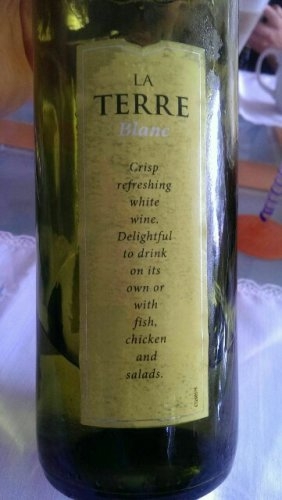 LA
TERRE
Blanc
Crisp
refreshing
white
wine.
Delightful
to drink
on its
own or
with
fish,
chicken
and
salads.